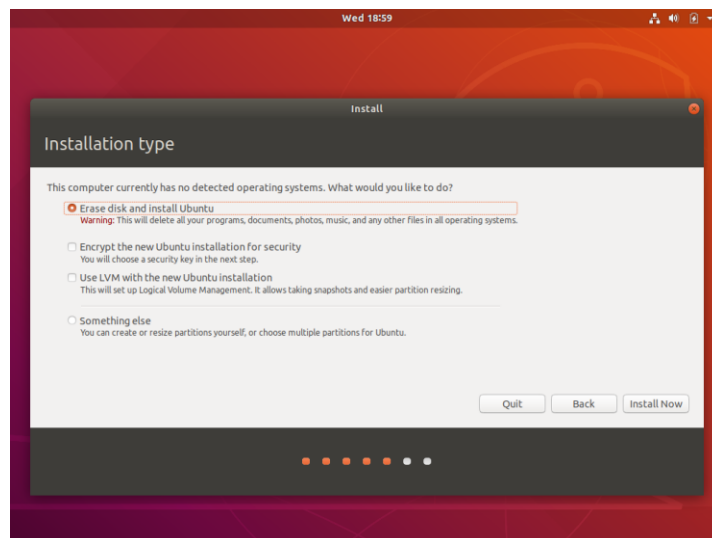 Wed 18:59
Install
Installation type
This computer currently has no detected operating systems. What would you like to do?
Erase disk and install Ubuntu
Warning: This will delete all your programs, documents, photos, music, and any other files in all operating systems.
Encrypt the new Ubuntu installation for security
You will choose a security key in the next step.
Use LVM with the new Ubuntu installation
This will set up Logical Volume Management. It allows taking snapshots and easier partition resizing.
Something else
You can create or resize partitions yourself, or choose multiple partitions for Ubuntu.
Quit Back Install Now